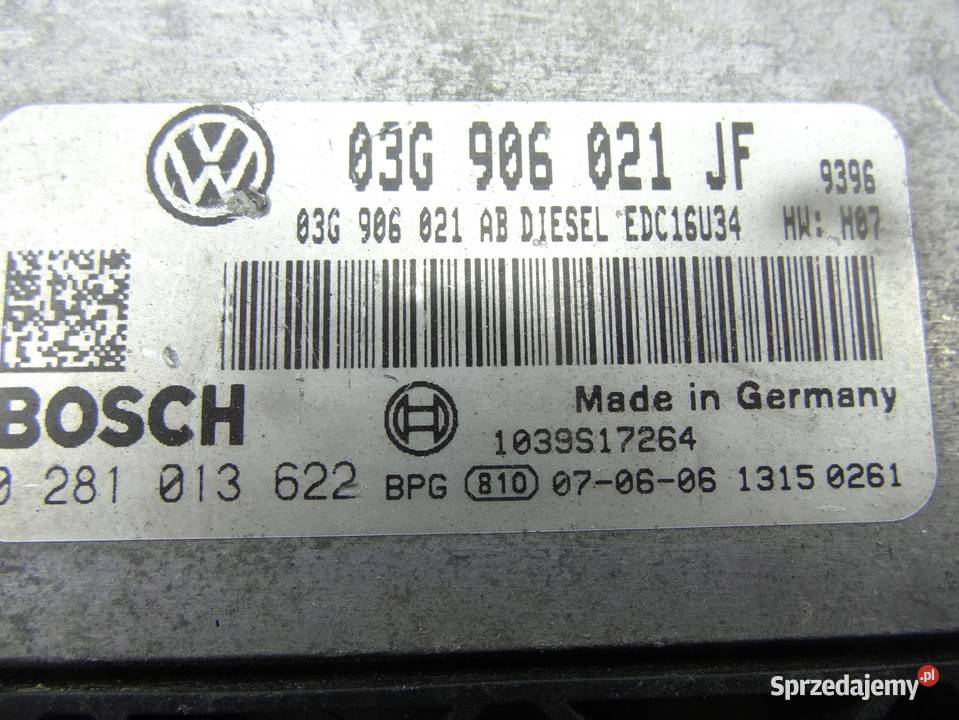 03G 906 021 JF 9396
03G 906 021 AB DIESEL EDC16U34 HW: H07
BOSCH
Made in Germany
1039S17264
0 281 013 622 BPG 810 07-06-06 1315 0261
Sprzedajemy.pl